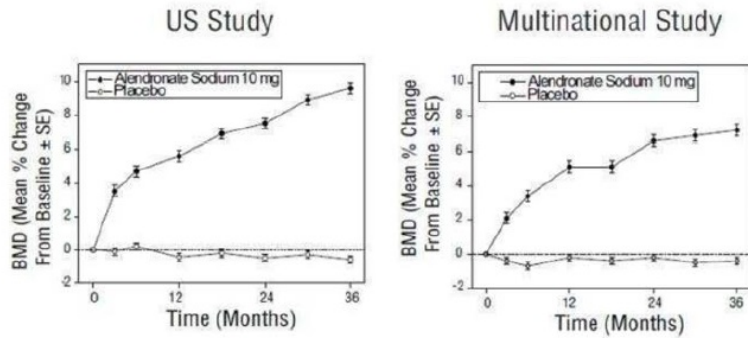 US Study
BMD (Mean % Change
From Baseline ± SE)
10
8
6
4
2
0
-2
Alendronate Sodium 10 mg
Placebo
0 12 24 36
Time (Months)
Multinational Study
BMD (Mean % Change
From Baseline ± SE)
10
8
6
4
2
0
-2
Alendronate Sodium 10 mg
Placebo
0 12 24 36
Time (Months)